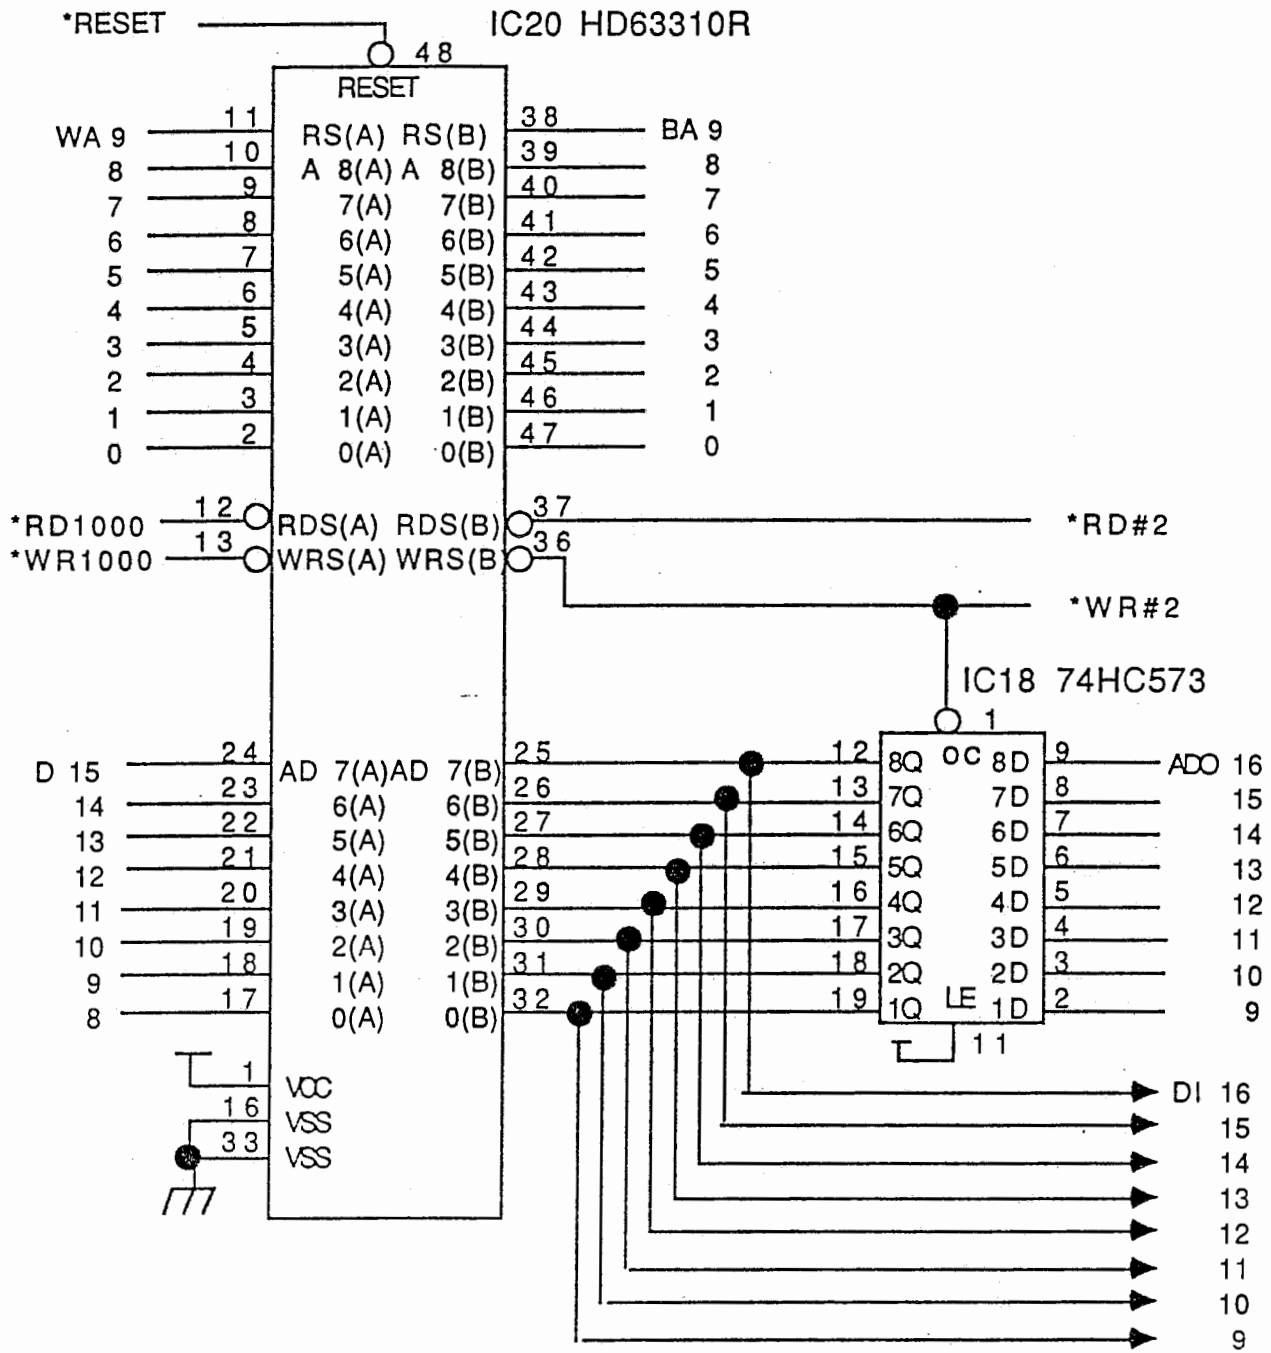 *RESET IC20 HD63310R
48
RESET
WA 9 11 RS(A) RS(B) 38 BA 9
8 10 A 8(A) A 8(B) 39 8
7 9 7(A) 7(B) 40 7
6 8 6(A) 6(B) 41 6
5 7 5(A) 5(B) 42 5
4 6 4(A) 4(B) 43 4
3 5 3(A) 3(B) 44 3
2 4 2(A) 2(B) 45 2
1 3 1(A) 1(B) 46 1
0 2 0(A) 0(B) 47 0
*RD1000 12 RDS(A) RDS(B) 37 *RD#2
*WR1000 13 WRS(A) WRS(B 36
*WR#2
IC18 74HC573
1
D 15 24 AD 7(A)AD 7(B) 25 12 8Q OC 8D 9 ADO 16
14 23 6(A) 6(B) 26 13 7Q 7D 8 15
13 22 5(A) 5(B) 27 14 6Q 6D 7 14
12 21 4(A) 4(B) 28 15 5Q 5D 6 13
11 20 3(A) 3(B) 29 16 4Q 4D 5 12
10 19 2(A) 2(B) 30 17 3Q 3D 4 11
9 18 1(A) 1(B) 31 18 2Q 2D 3 10
8 17 0(A) 0(B) 32 19 1Q LE 1D 2 9
11
1 VCC
16 VSS
33 VSS
DI 16
15
14
13
12
11
10
9